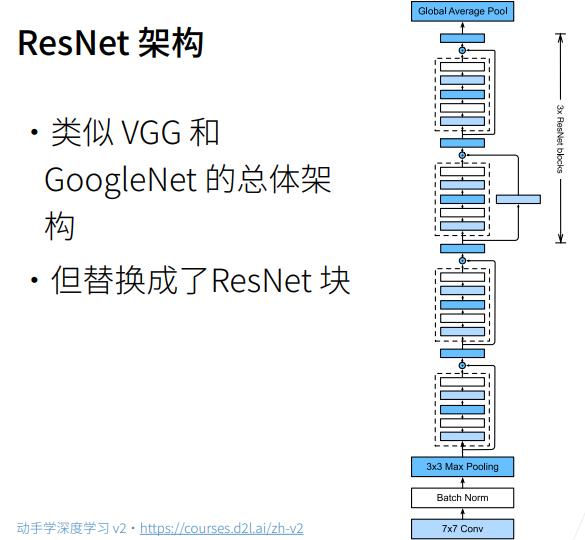 ResNet 架构
• 类似 VGG 和
GoogleNet 的总体架
构
• 但替换成了ResNet 块
动手学深度学习 v2 • https://courses.d2l.ai/zh-v2
Global Average Pool
3x ResNet blocks
3x3 Max Pooling
Batch Norm
7x7 Conv